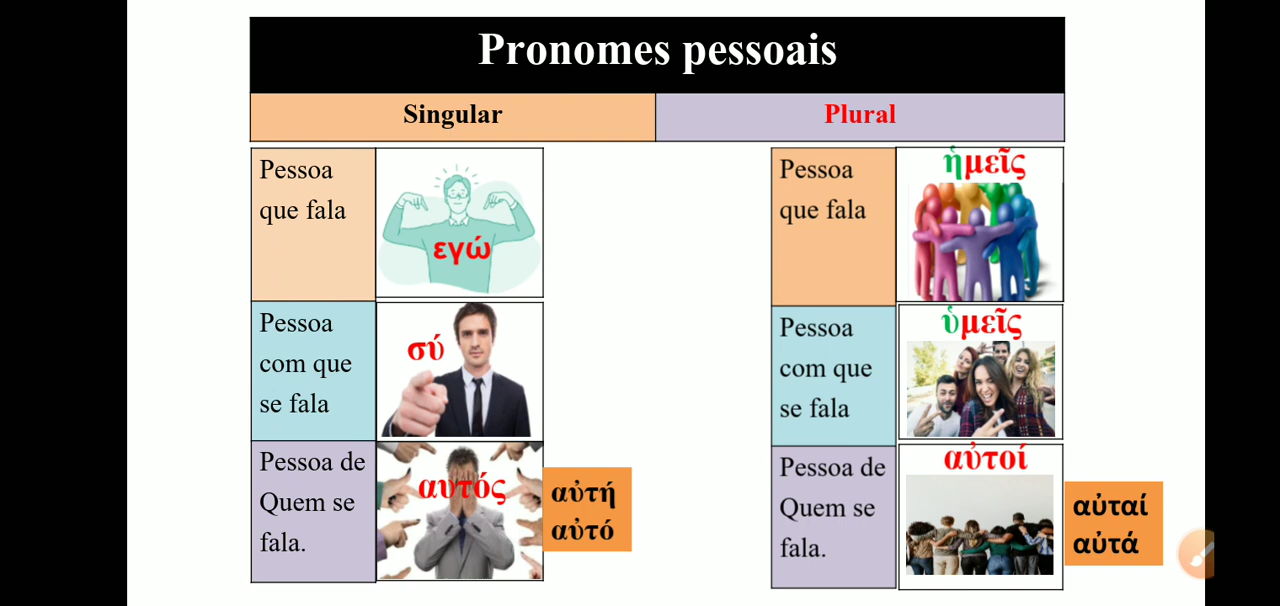 Pronomes pessoais
Singular
Plural
Pessoa
que fala
εγώ
Pessoa
que fala
ἡμεῖς
Pessoa
com que
se fala
σύ
Pessoa
com que
se fala
ὑμεῖς
Pessoa de
Quem se
fala.
αυτός
αὐτή
αὐτό
Pessoa de
Quem se
fala.
αὐτοί
αὐταί
αὐτά